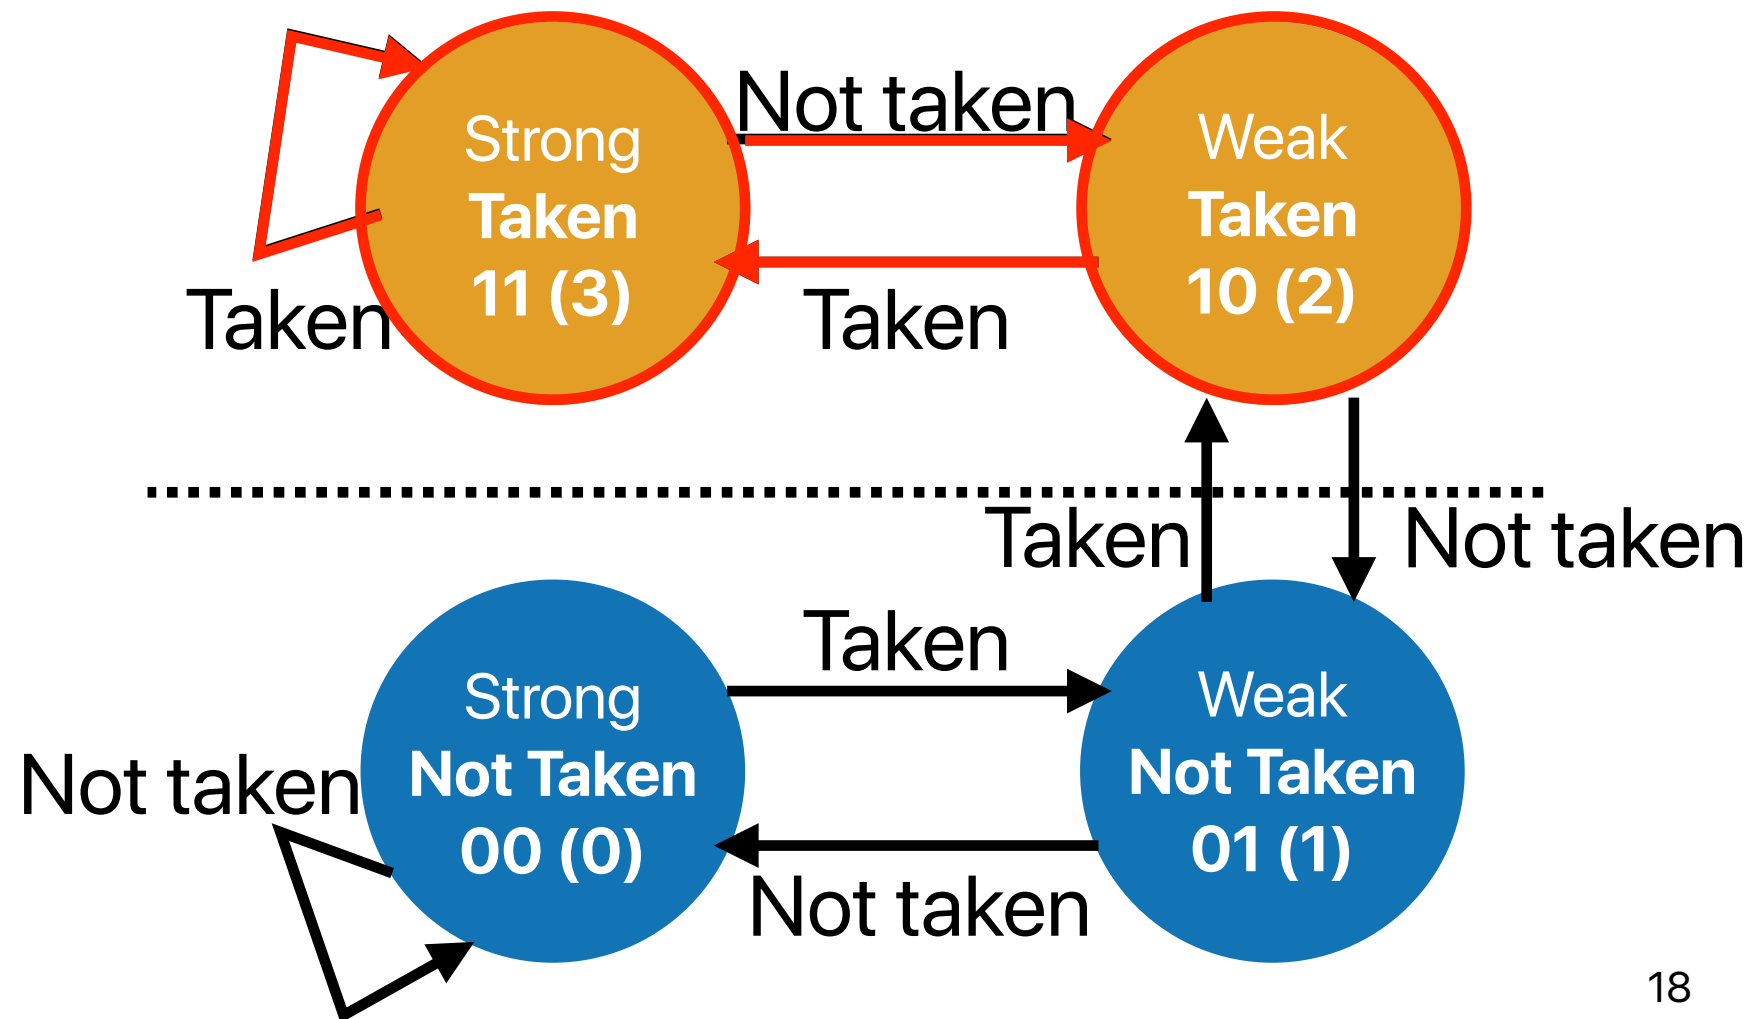 Not taken
Strong
Taken
11 (3)
Weak
Taken
10 (2)
Taken
Taken
Taken
Not taken
Taken
Strong
Not Taken
00 (0)
Weak
Not Taken
01 (1)
Not taken
Not taken
18